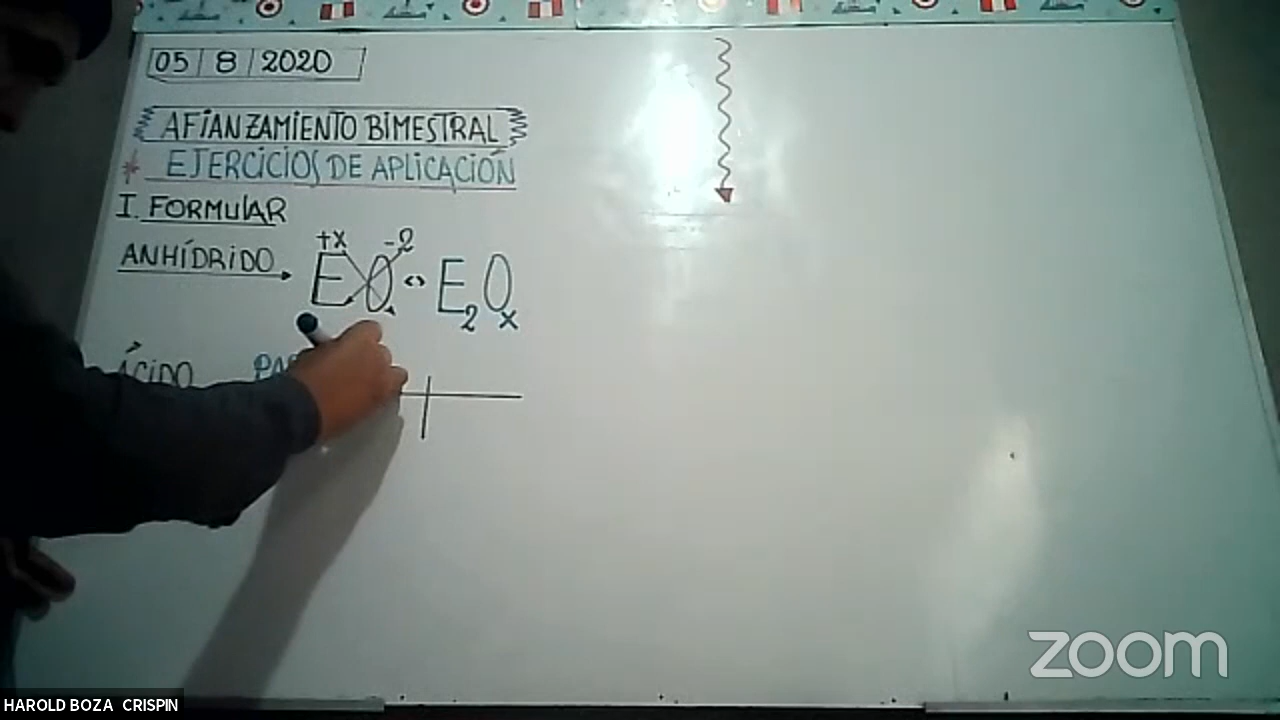 05 8 2020
AFIANZAMIENTO BIMESTRAL
* EJERCICIOS DE APLICACIÓN
I. FORMULAR
ANHÍDRIDO → E^{+x} O^{-2} <> E₂Oₓ
ÁCIDO
zoom
HAROLD BOZA CRISPIN